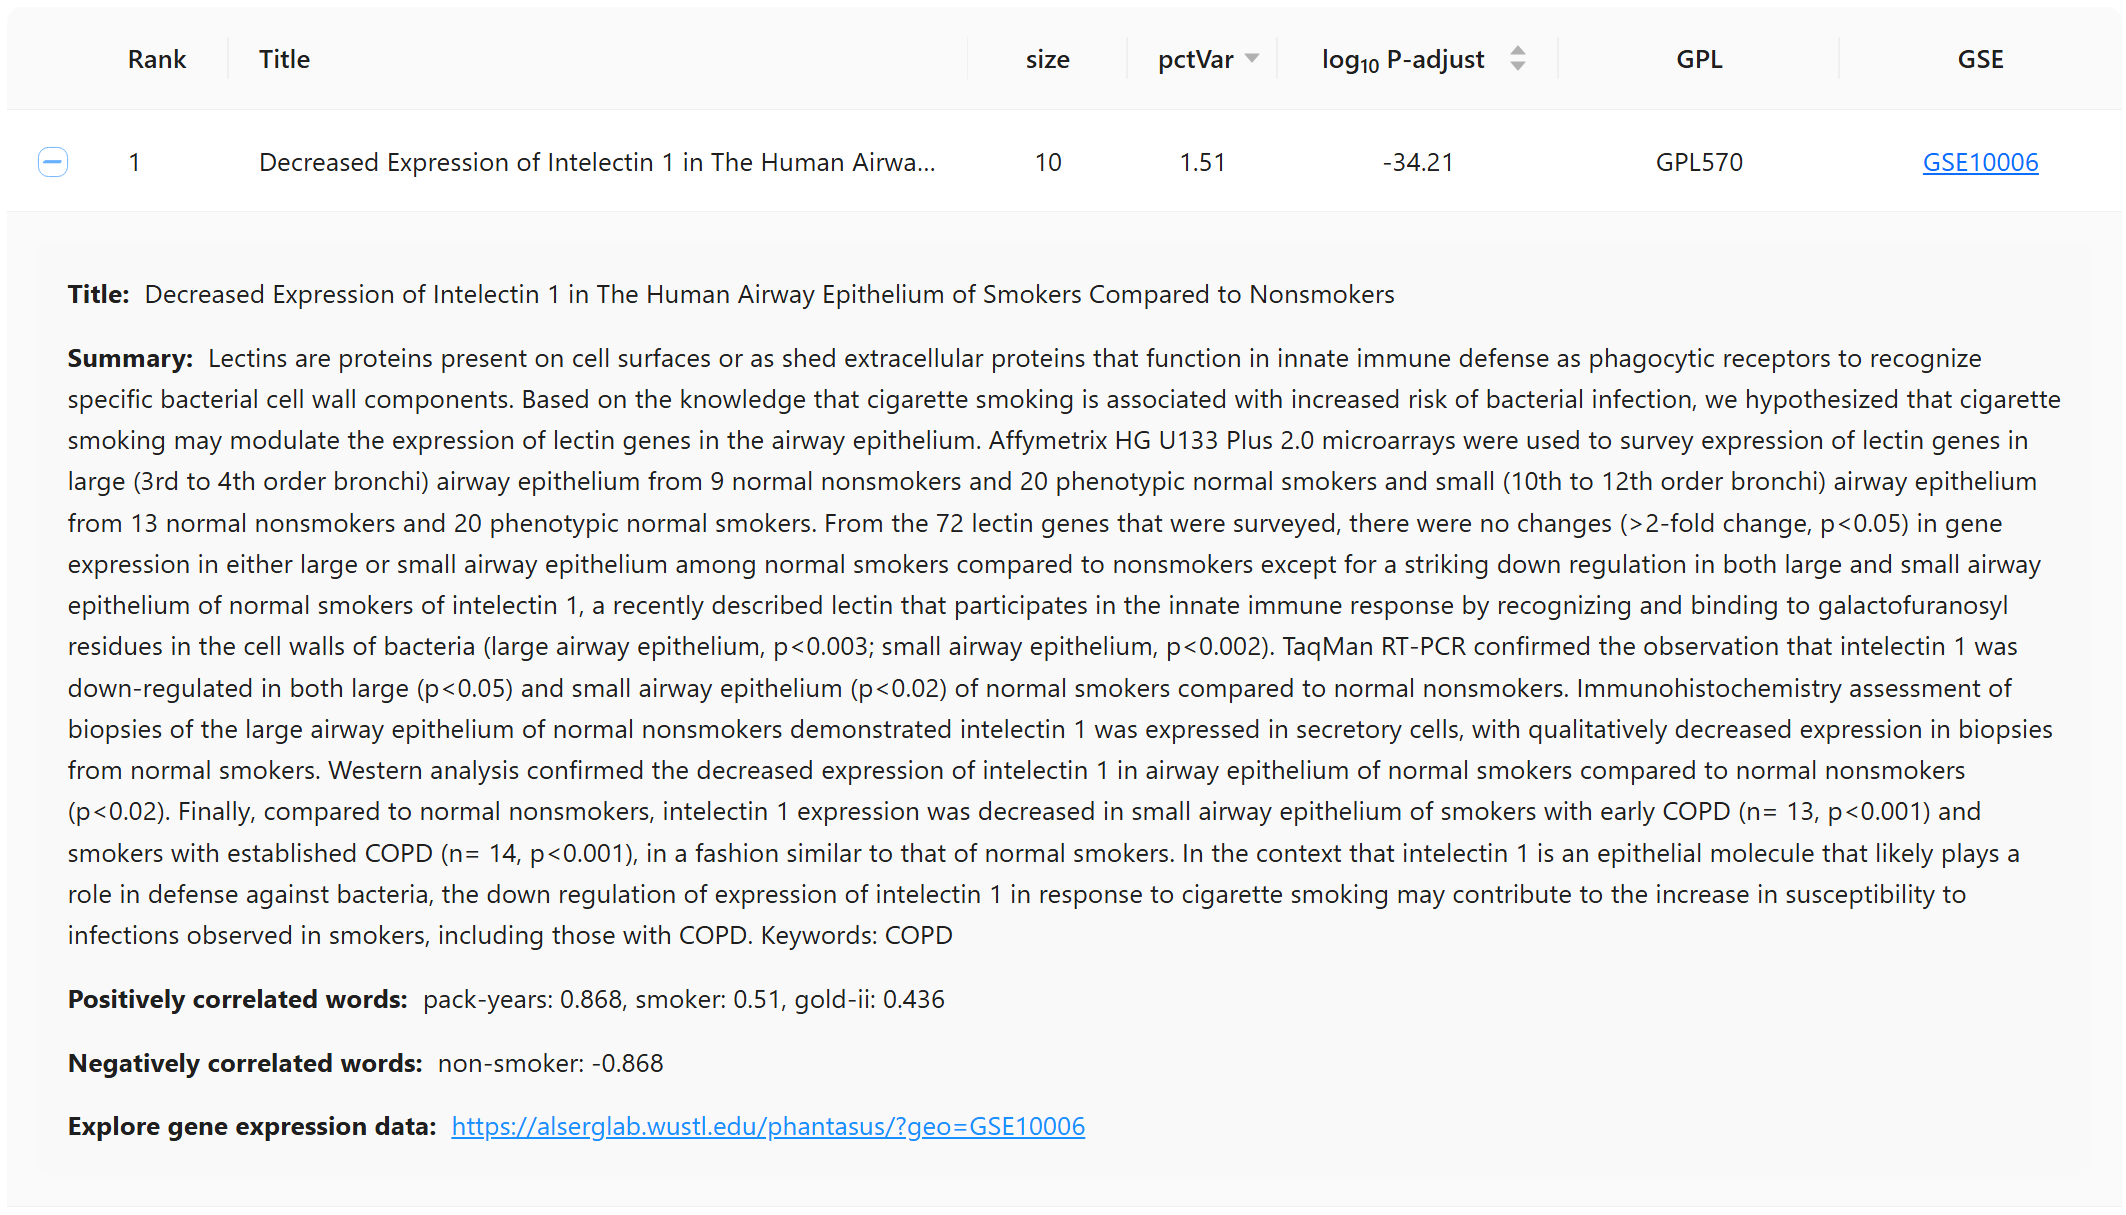 Rank Title size pctVar log₁₀ P-adjust GPL GSE
1 Decreased Expression of Intelectin 1 in The Human Airwa... 10 1.51 -34.21 GPL570 GSE10006
Title: Decreased Expression of Intelectin 1 in The Human Airway Epithelium of Smokers Compared to Nonsmokers
Summary: Lectins are proteins present on cell surfaces or as shed extracellular proteins that function in innate immune defense as phagocytic receptors to recognize
specific bacterial cell wall components. Based on the knowledge that cigarette smoking is associated with increased risk of bacterial infection, we hypothesized that cigarette
smoking may modulate the expression of lectin genes in the airway epithelium. Affymetrix HG U133 Plus 2.0 microarrays were used to survey expression of lectin genes in
large (3rd to 4th order bronchi) airway epithelium from 9 normal nonsmokers and 20 phenotypic normal smokers and small (10th to 12th order bronchi) airway epithelium
from 13 normal nonsmokers and 20 phenotypic normal smokers. From the 72 lectin genes that were surveyed, there were no changes (>2-fold change, p<0.05) in gene
expression in either large or small airway epithelium among normal smokers compared to nonsmokers except for a striking down regulation in both large and small airway
epithelium of normal smokers of intelectin 1, a recently described lectin that participates in the innate immune response by recognizing and binding to galactofuranosyl
residues in the cell walls of bacteria (large airway epithelium, p<0.003; small airway epithelium, p<0.002). TaqMan RT-PCR confirmed the observation that intelectin 1 was
down-regulated in both large (p<0.05) and small airway epithelium (p<0.02) of normal smokers compared to normal nonsmokers. Immunohistochemistry assessment of
biopsies of the large airway epithelium of normal nonsmokers demonstrated intelectin 1 was expressed in secretory cells, with qualitatively decreased expression in biopsies
from normal smokers. Western analysis confirmed the decreased expression of intelectin 1 in airway epithelium of normal smokers compared to normal nonsmokers
(p<0.02). Finally, compared to normal nonsmokers, intelectin 1 expression was decreased in small airway epithelium of smokers with early COPD (n= 13, p<0.001) and
smokers with established COPD (n= 14, p<0.001), in a fashion similar to that of normal smokers. In the context that intelectin 1 is an epithelial molecule that likely plays a
role in defense against bacteria, the down regulation of expression of intelectin 1 in response to cigarette smoking may contribute to the increase in susceptibility to
infections observed in smokers, including those with COPD. Keywords: COPD
Positively correlated words: pack-years: 0.868, smoker: 0.51, gold-ii: 0.436
Negatively correlated words: non-smoker: -0.868
Explore gene expression data: https://alserglab.wustl.edu/phantasus/?geo=GSE10006